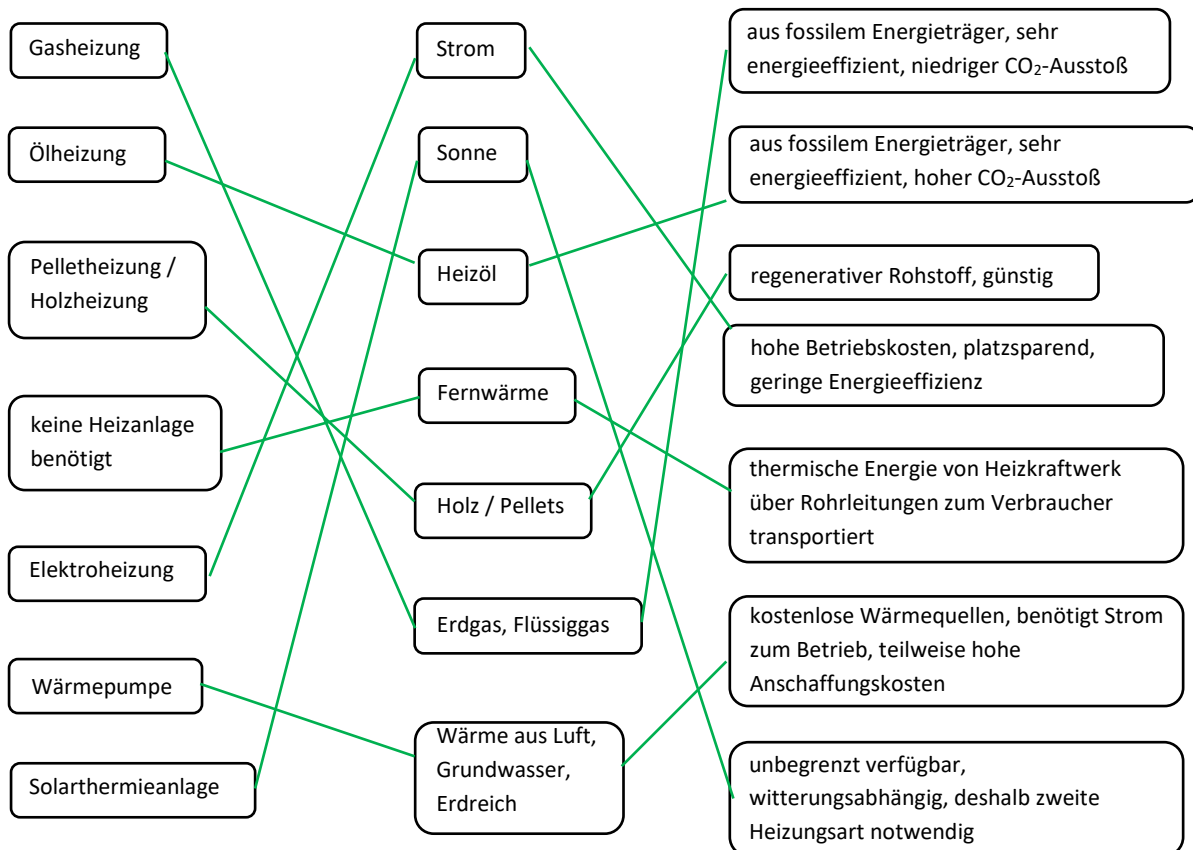 Gasheizung
Ölheizung
Pelletheizung /
Holzheizung
keine Heizanlage
benötigt
Elektroheizung
Wärmepumpe
Solarthermieanlage
Strom
Sonne
Heizöl
Fernwärme
Holz / Pellets
Erdgas, Flüssiggas
Wärme aus Luft,
Grundwasser,
Erdreich
aus fossilem Energieträger, sehr
energieeffizient, niedriger CO₂-Ausstoß
aus fossilem Energieträger, sehr
energieeffizient, hoher CO₂-Ausstoß
regenerativer Rohstoff, günstig
hohe Betriebskosten, platzsparend,
geringe Energieeffizienz
thermische Energie von Heizkraftwerk
über Rohrleitungen zum Verbraucher
transportiert
kostenlose Wärmequellen, benötigt Strom
zum Betrieb, teilweise hohe
Anschaffungskosten
unbegrenzt verfügbar,
witterungsabhängig, deshalb zweite
Heizungsart notwendig